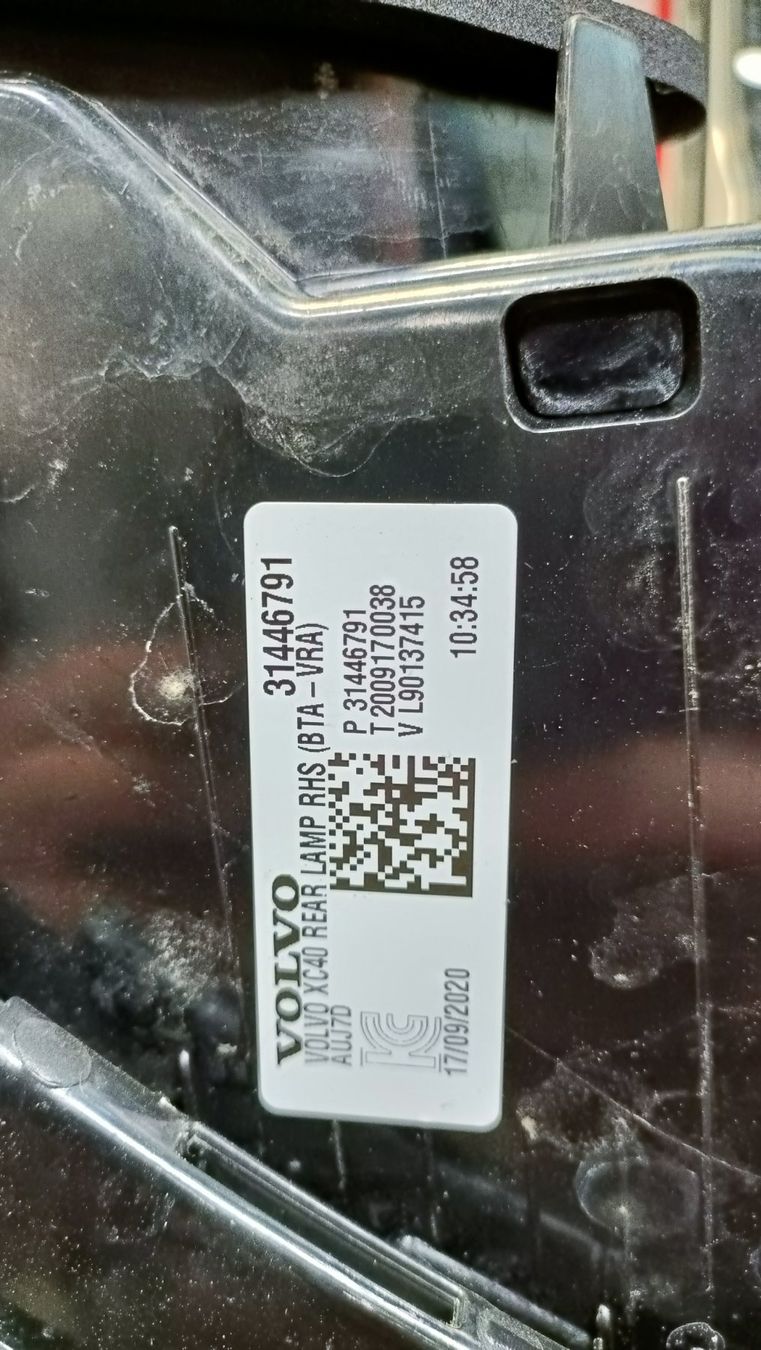 VOLVO 31446791
VOLVO XC40 REAR LAMP RHS (BTA - VRA)
AUJ7D
P 31446791
T 2009170038
V L90137415
17/09/2020 10:34:58